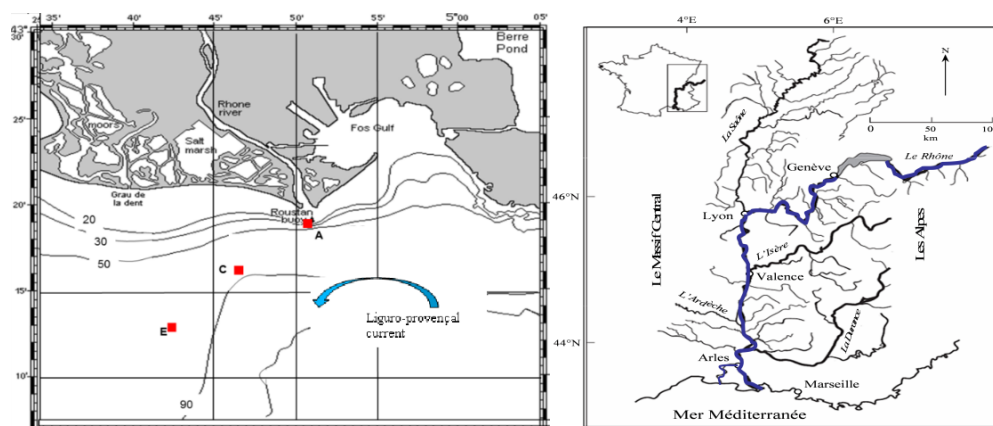 35'
40'
45'
50'
55'
5°00'
05'
43°
30'
25'
20'
15'
10'
Berre
Pond
Rhone
river
Fos Gulf
moors
Salt
marsh
Grau de
la dent
Roustan
buoy
A
20
30
50
C
E
90
Liguro-provençal
current
4°E
6°E
N
0
50
10
km
La Saône
Genève
Le Rhône
46°N
Lyon
Le Massif Central
Les Alpes
L'Isère
Valence
L'Ardèche
La Durance
44°N
Arles
Marseille
Mer Méditerranée